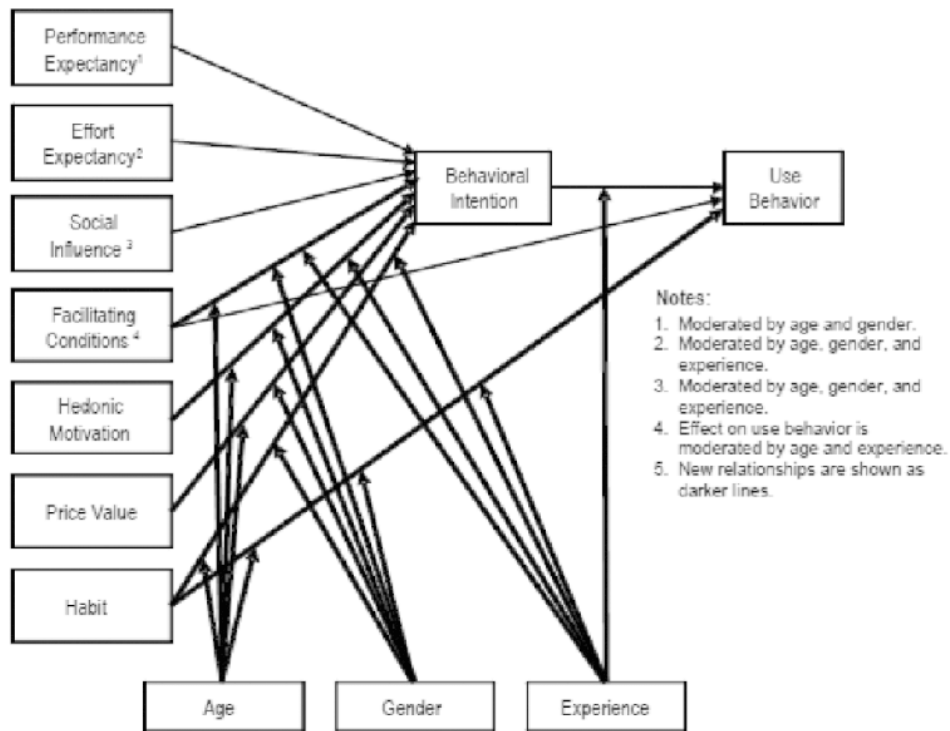 Performance
Expectancy¹
Effort
Expectancy²
Social
Influence ³
Facilitating
Conditions ⁴
Hedonic
Motivation
Price Value
Habit
Behavioral
Intention
Use
Behavior
Notes:
1. Moderated by age and gender.
2. Moderated by age, gender, and
experience.
3. Moderated by age, gender, and
experience.
4. Effect on use behavior is
moderated by age and experience.
5. New relationships are shown as
darker lines.
Age
Gender
Experience